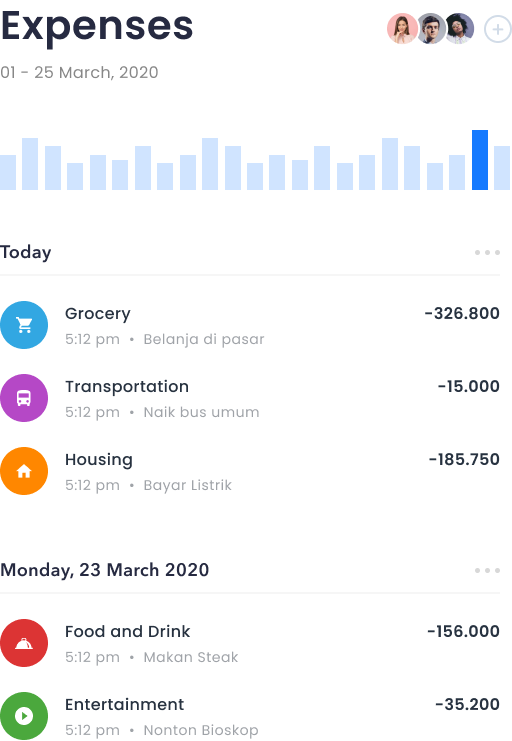 Expenses
01 - 25 March, 2020
Today
Grocery -326.800
5:12 pm • Belanja di pasar
Transportation -15.000
5:12 pm • Naik bus umum
Housing -185.750
5:12 pm • Bayar Listrik
Monday, 23 March 2020
Food and Drink -156.000
5:12 pm • Makan Steak
Entertainment -35.200
5:12 pm • Nonton Bioskop